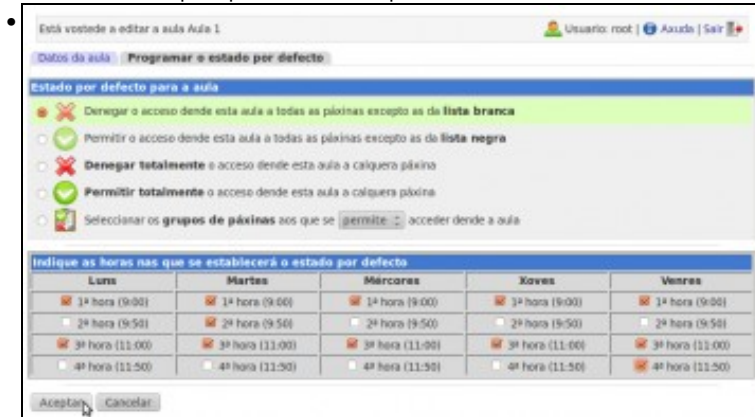 Está vostede a editar a aula Aula 1
Usuario: root | Axuda | Sair
Datos da aula Programar o estado por defecto
Estado por defecto para a aula
Denegar o acceso dende esta aula a todas as páxinas excepto as da lista branca
Permitir o acceso dende esta aula a todas as páxinas excepto as da lista negra
Denegar totalmente o acceso dende esta aula a calquera páxina
Permitir totalmente o acceso dende esta aula a calquera páxina
Seleccionar os grupos de páxinas aos que se permite acceder dende a aula
Indique as horas nas que se establecerá o estado por defecto
Luns Martes Mércores Xoves Venres
1ª hora (9:00) 1ª hora (9:00) 1ª hora (9:00) 1ª hora (9:00) 1ª hora (9:00)
2ª hora (9:50) 2ª hora (9:50) 2ª hora (9:50) 2ª hora (9:50) 2ª hora (9:50)
3ª hora (11:00) 3ª hora (11:00) 3ª hora (11:00) 3ª hora (11:00) 3ª hora (11:00)
4ª hora (11:50) 4ª hora (11:50) 4ª hora (11:50) 4ª hora (11:50) 4ª hora (11:50)
Aceptar Cancelar